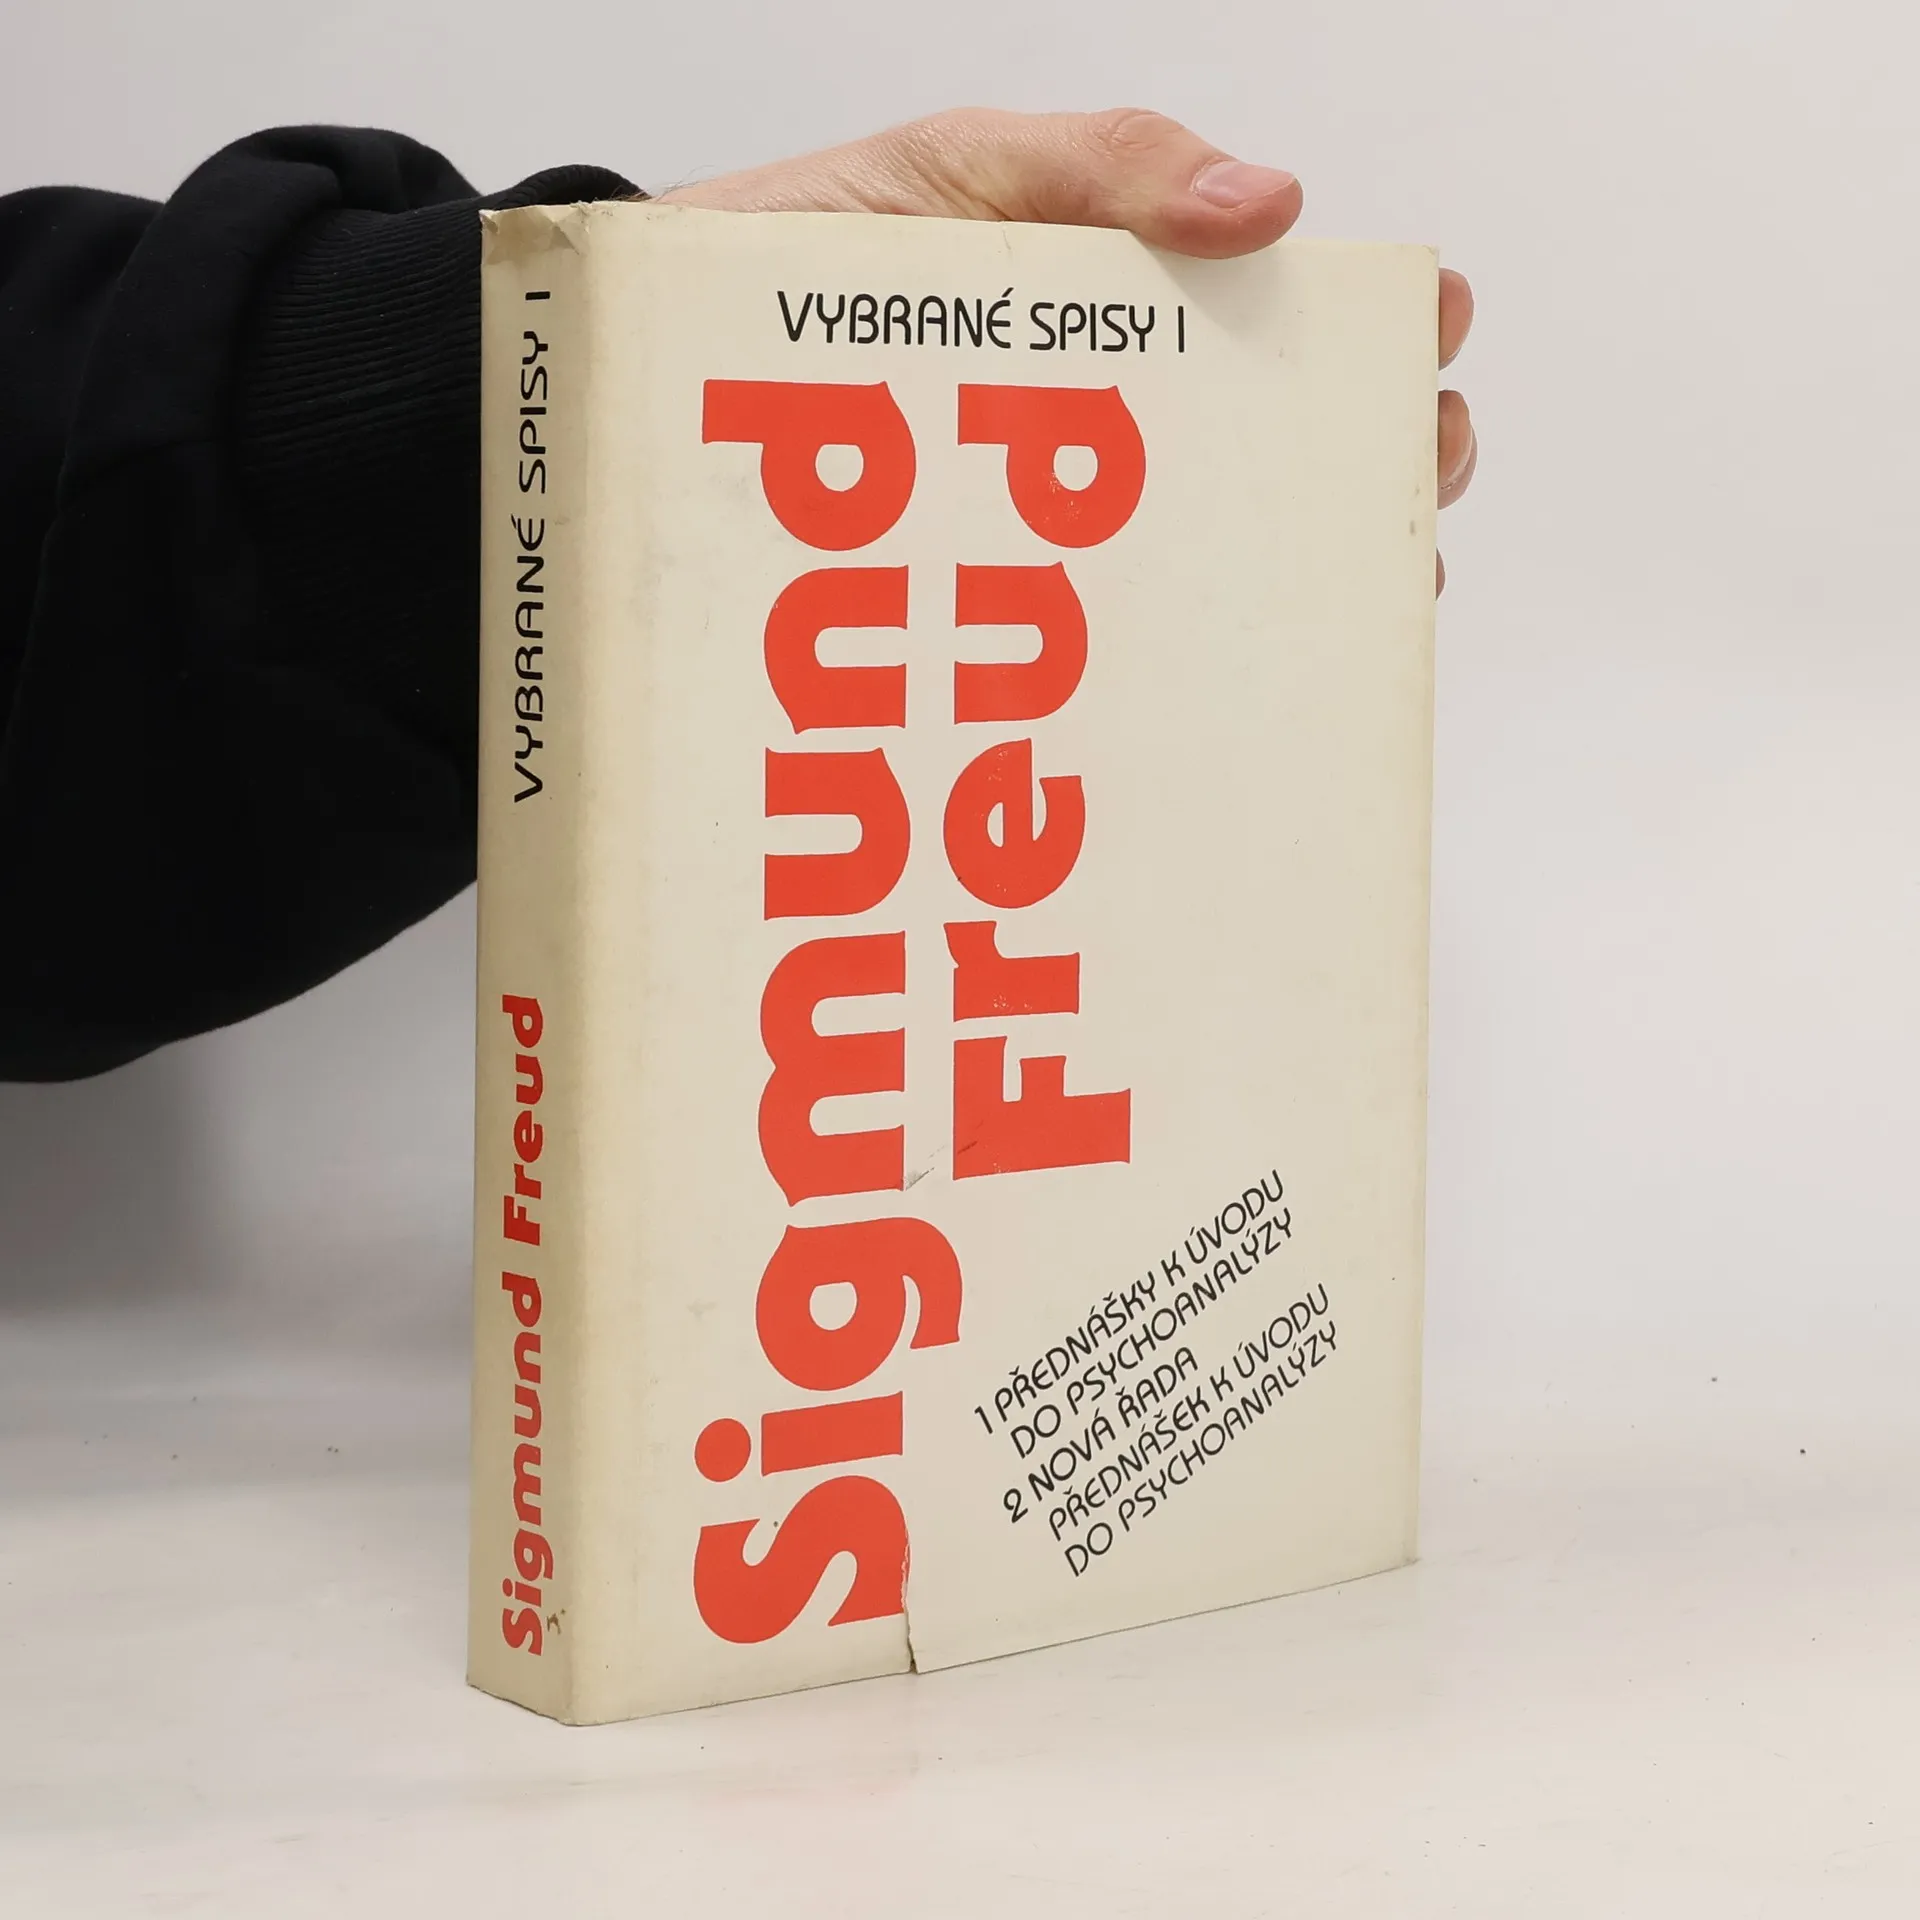 VYBRANÉ SPISY I
Sigmund
Freud
1 PŘEDNÁŠKY K ÚVODU
DO PSYCHOANALÝZY
2 NOVÁ ŘADA
PŘEDNÁŠEK K ÚVODU
DO PSYCHOANALÝZY
Sigmund Freud VYBRANÉ SPISY I